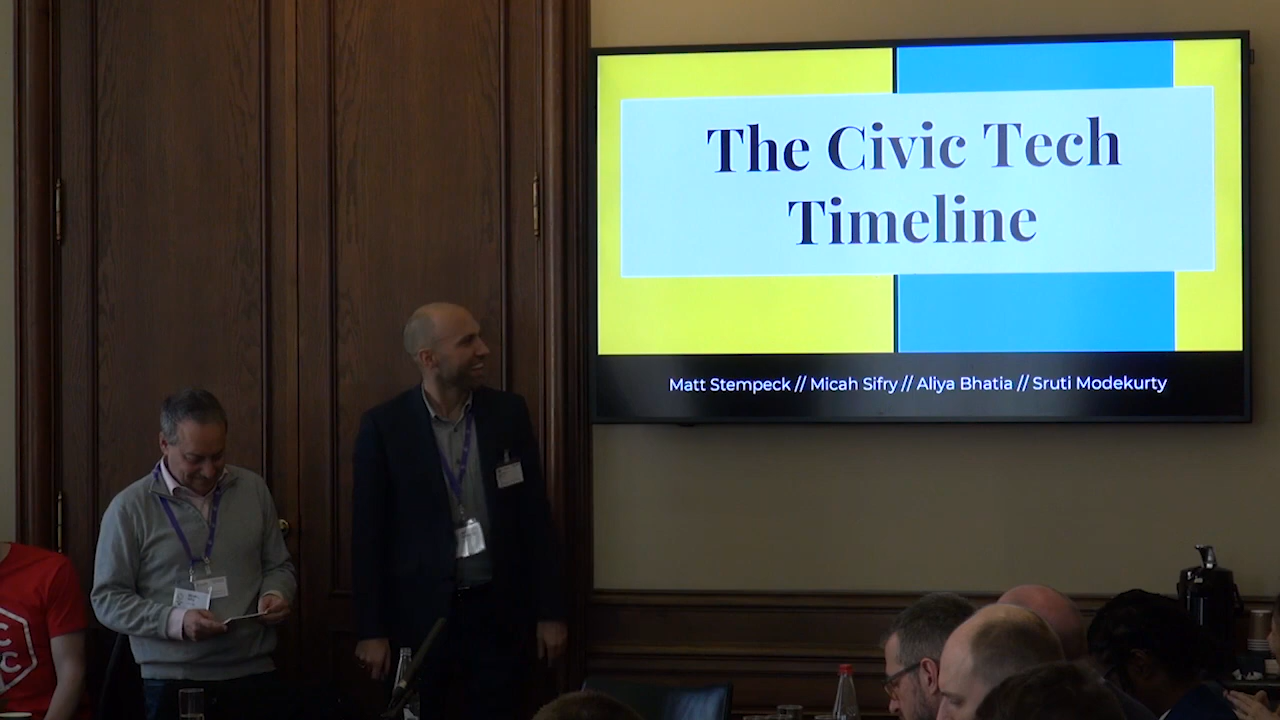 The Civic Tech
Timeline
Matt Stempeck // Micah Sifry // Aliya Bhatia // Sruti Modekurty